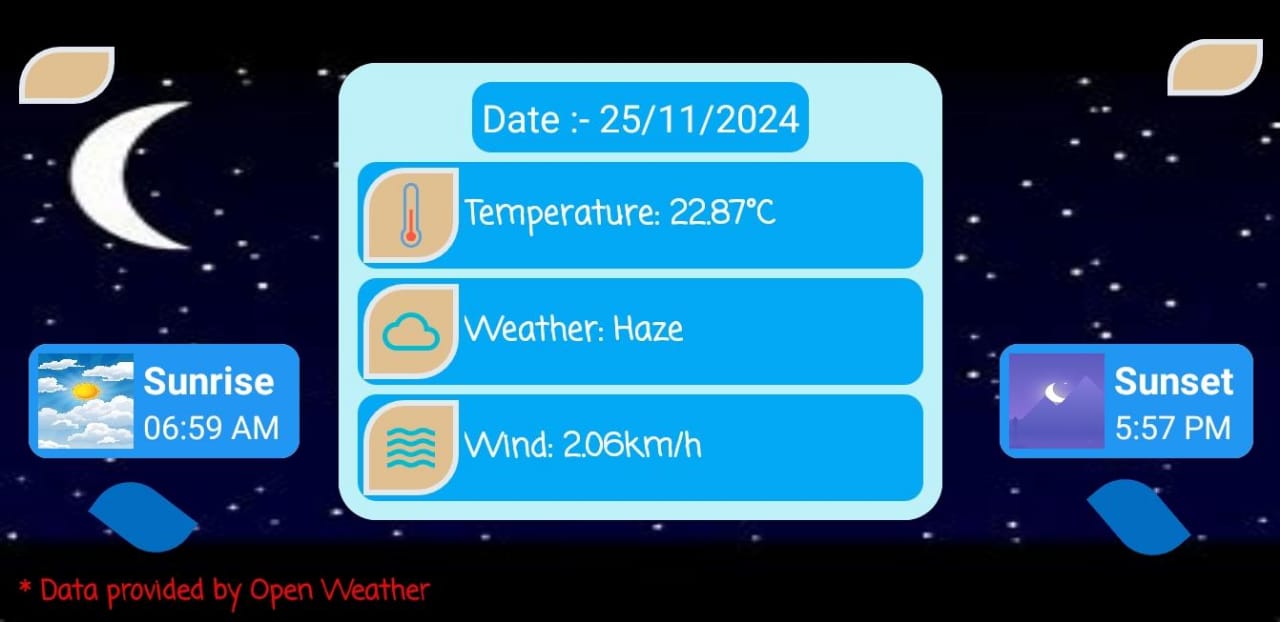 Date :- 25/11/2024
Temperature: 22.87°C
Weather: Haze
Wind: 2.06km/h
Sunrise
06:59 AM
Sunset
5:57 PM
* Data provided by Open Weather